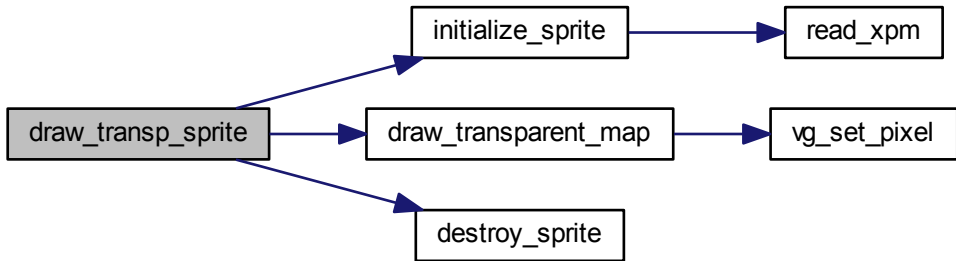 initialize_sprite
read_xpm
draw_transp_sprite
draw_transparent_map
vg_set_pixel
destroy_sprite